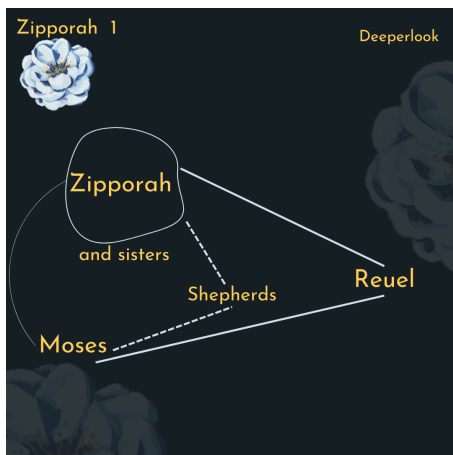 Zipporah 1
Deeperlook
Zipporah
and sisters
Reuel
Shepherds
Moses